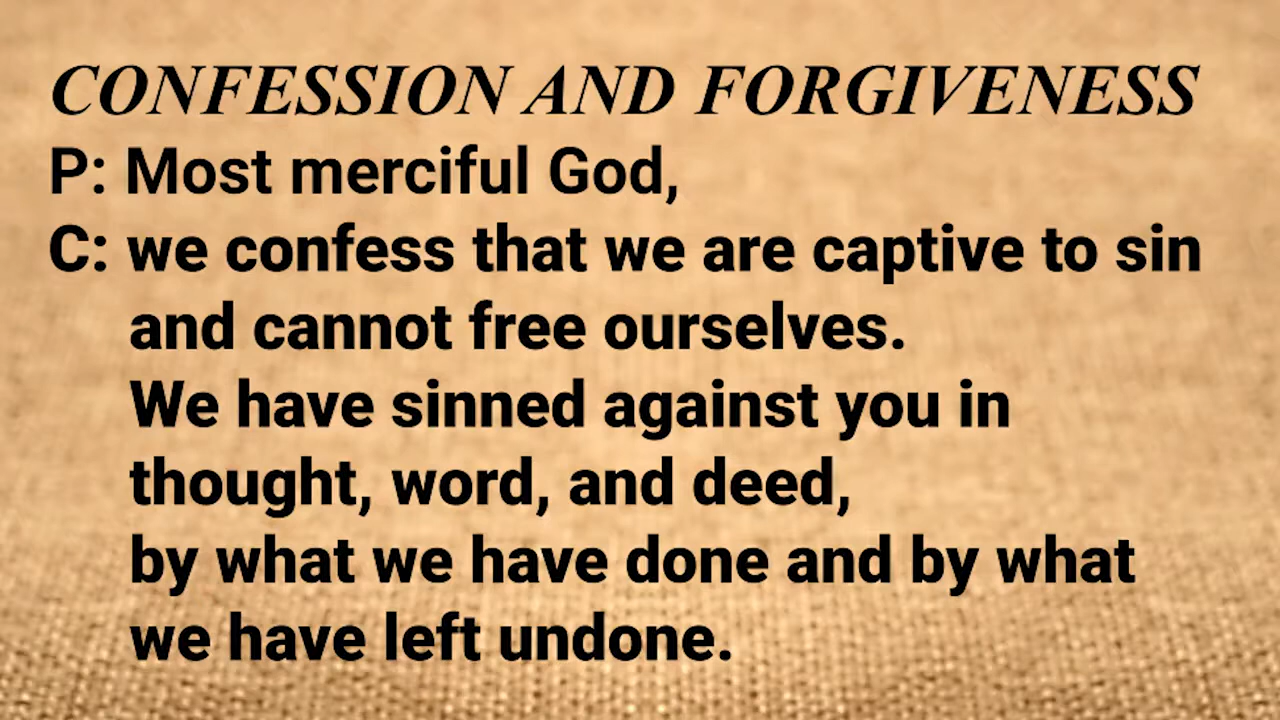 CONFESSION AND FORGIVENESS
P: Most merciful God,
C: we confess that we are captive to sin
and cannot free ourselves.
We have sinned against you in
thought, word, and deed,
by what we have done and by what
we have left undone.